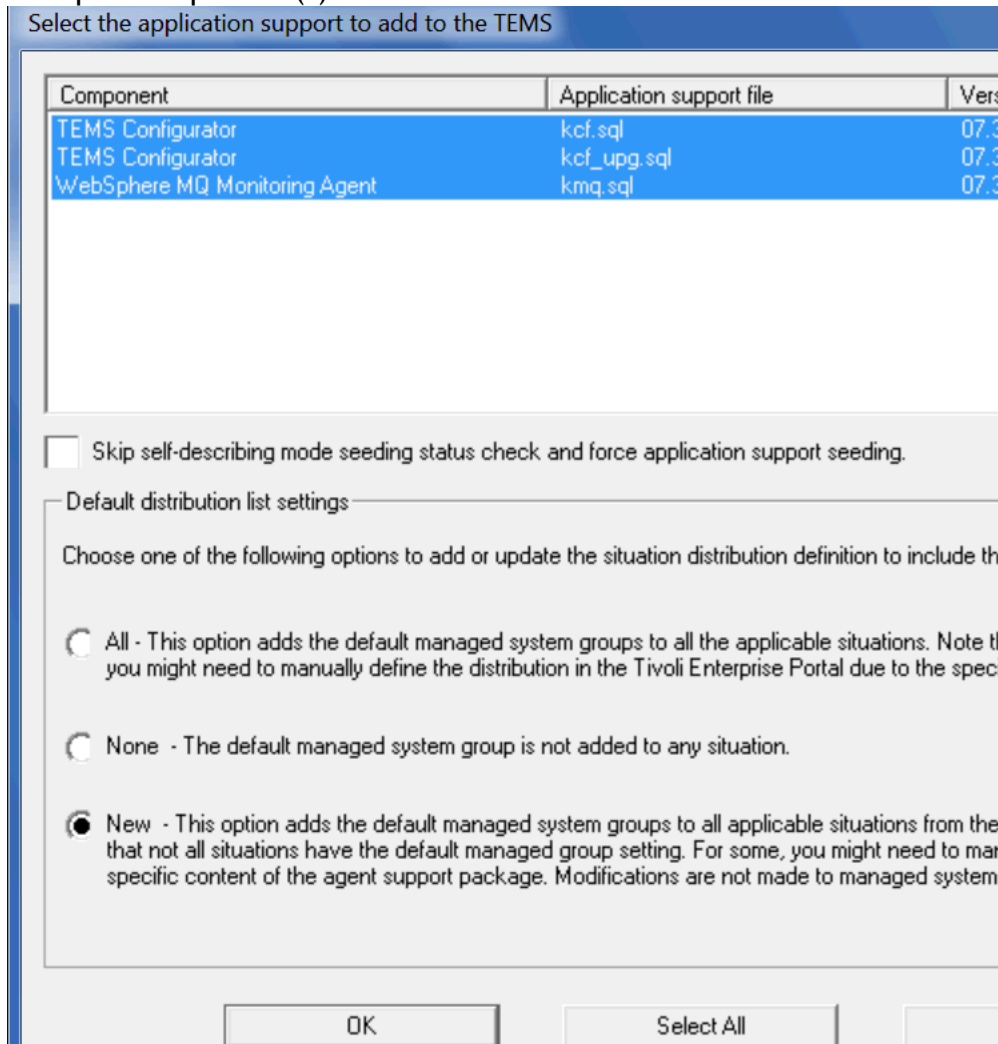 Select the application support to add to the TEMS
Component Application support file Vers
TEMS Configurator kcf.sql 07.3
TEMS Configurator kcf_upg.sql 07.3
WebSphere MQ Monitoring Agent kmq.sql 07.3
Skip self-describing mode seeding status check and force application support seeding.
Default distribution list settings
Choose one of the following options to add or update the situation distribution definition to include th
All - This option adds the default managed system groups to all the applicable situations. Note t
you might need to manually define the distribution in the Tivoli Enterprise Portal due to the speci
None - The default managed system group is not added to any situation.
New - This option adds the default managed system groups to all applicable situations from the
that not all situations have the default managed group setting. For some, you might need to mar
specific content of the agent support package. Modifications are not made to managed system
OK Select All